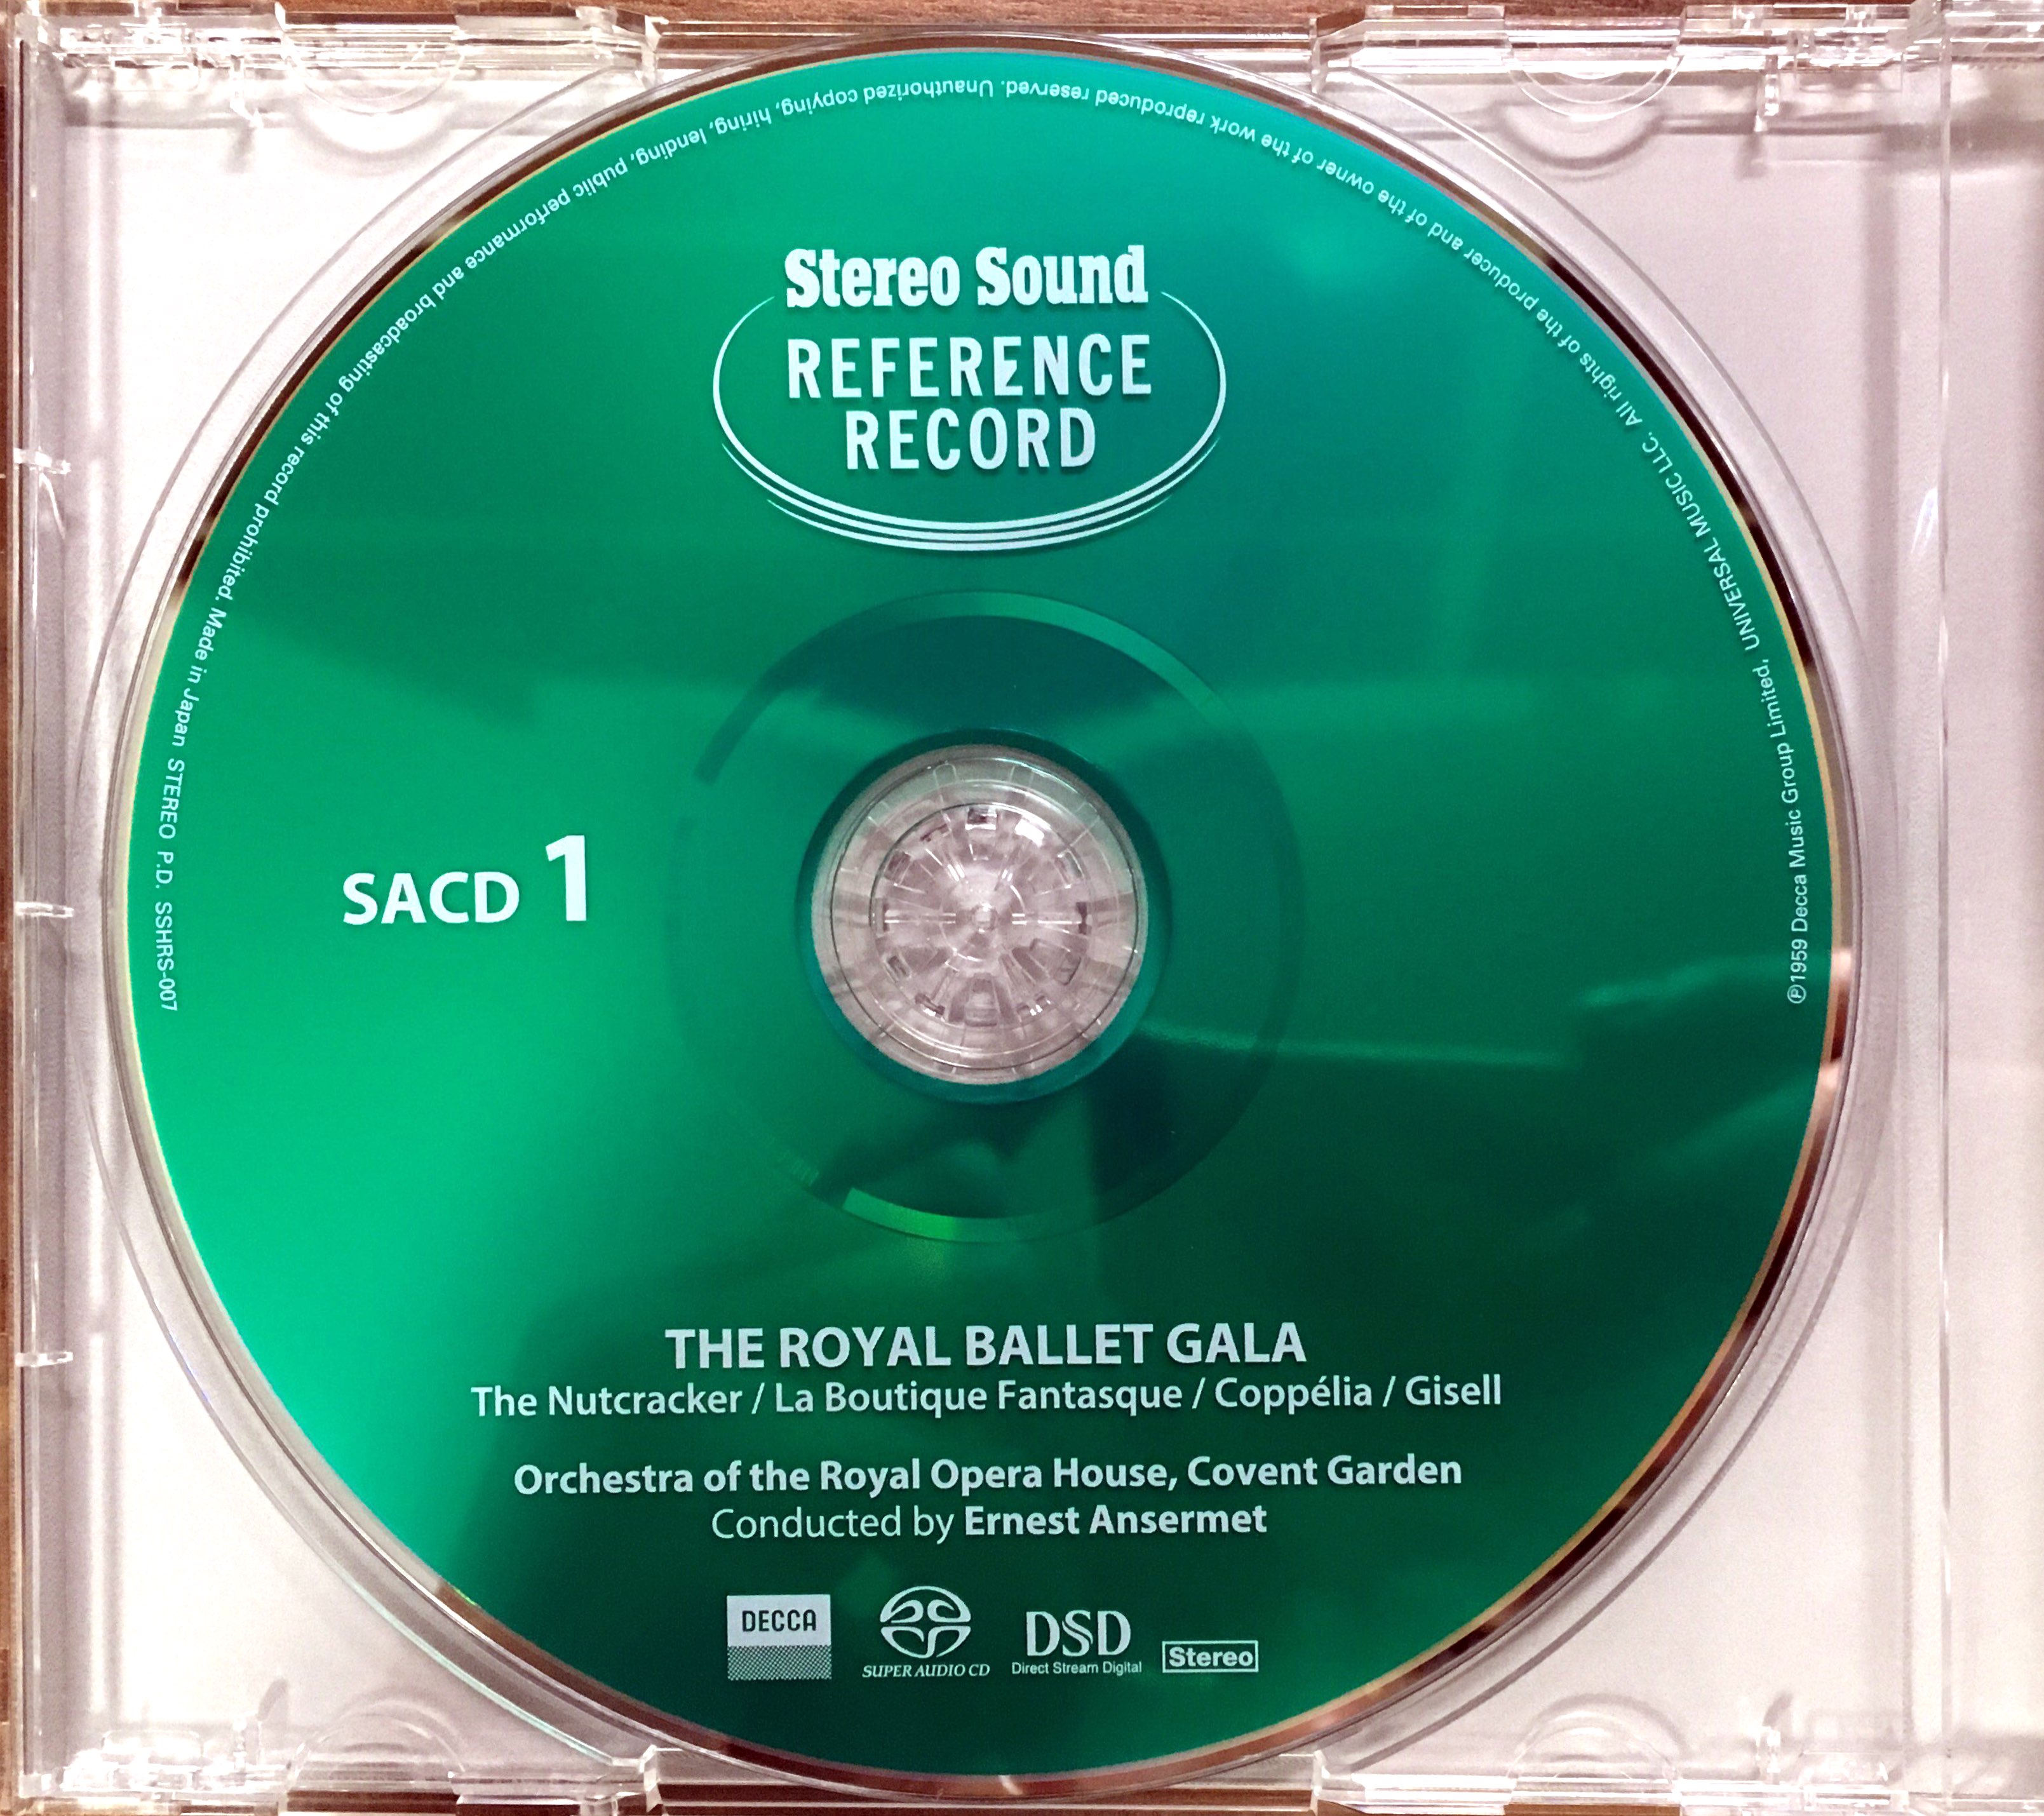 Stereo Sound
REFERENCE
RECORD
SACD 1
THE ROYAL BALLET GALA
The Nutcracker / La Boutique Fantasque / Coppélia / Gisell
Orchestra of the Royal Opera House, Covent Garden
Conducted by Ernest Ansermet
DECCA
SUPER AUDIO CD
DSD
Direct Stream Digital
Stereo
℗1959 Decca Music Group Limited, UNIVERSAL MUSIC LLC. All rights of the producer and of the owner of the work reproduced reserved. Unauthorized copying, hiring, lending, public performance and broadcasting of this record prohibited. Made in Japan STEREO P.D. SSHRS-007